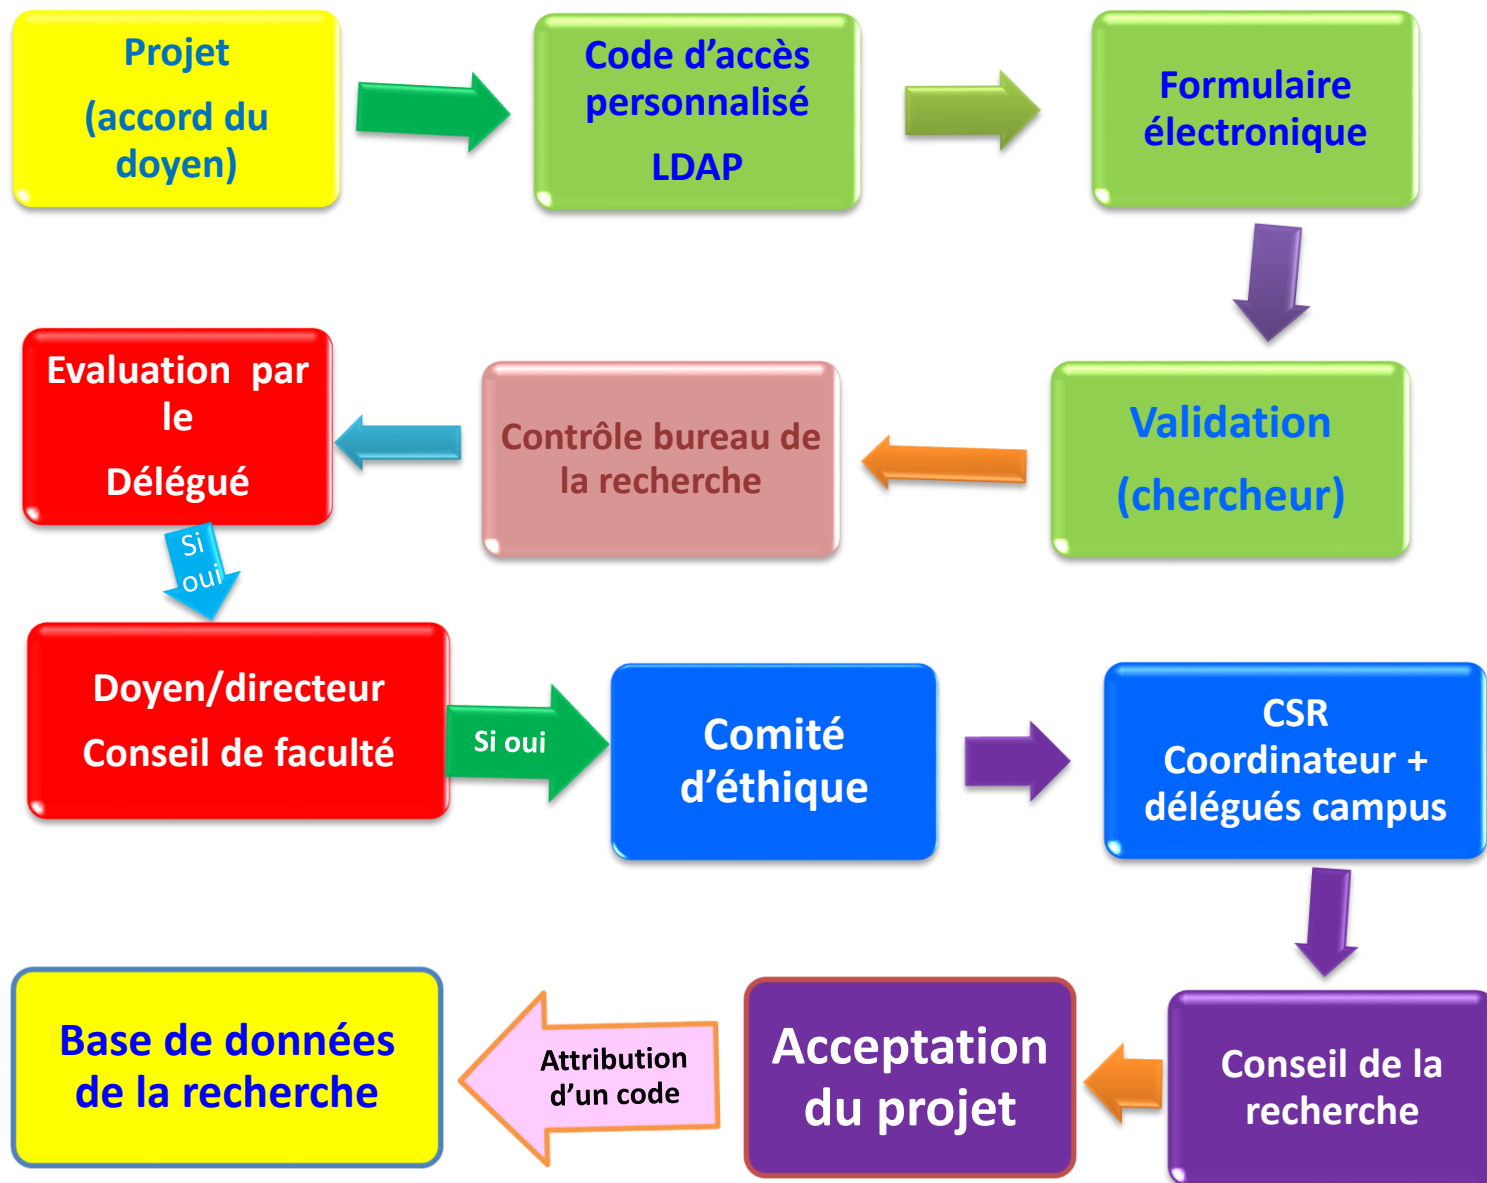 Projet
(accord du
doyen)
Code d'accès
personnalisé
LDAP
Formulaire
électronique
Evaluation  par
le
Délégué
Contrôle bureau de
la recherche
Validation
(chercheur)
Si
oui
Doyen/directeur
Conseil de faculté
Si oui
Comité
d'éthique
CSR
Coordinateur +
délégués campus
Base de données
de la recherche
Attribution
d'un code
Acceptation
du projet
Conseil de la
recherche